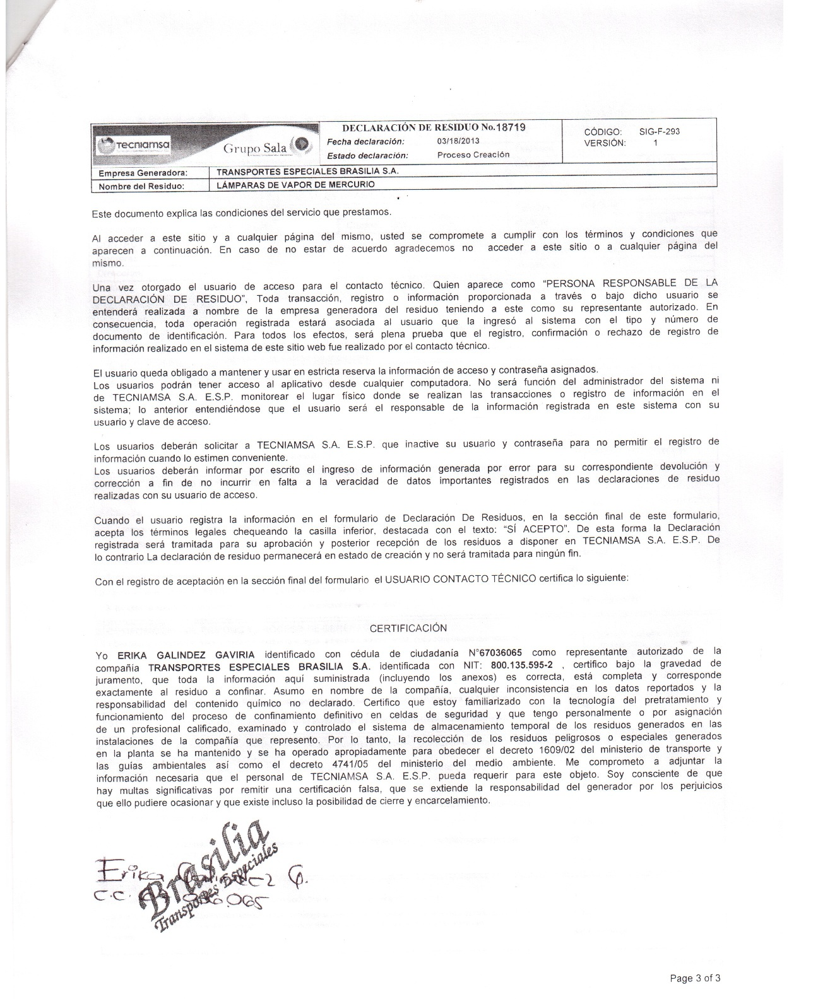 Tecniamsa
Grupo Sala
DECLARACIÓN DE RESIDUO No.18719
Fecha declaración: 03/18/2013
Estado declaración: Proceso Creación
CÓDIGO: SIG-F-293
VERSIÓN: 1
Empresa Generadora: TRANSPORTES ESPECIALES BRASILIA S.A.
Nombre del Residuo: LÁMPARAS DE VAPOR DE MERCURIO
Este documento explica las condiciones del servicio que prestamos.
Al acceder a este sitio y a cualquier página del mismo, usted se compromete a cumplir con los términos y condiciones que
aparecen a continuación. En caso de no estar de acuerdo agradecemos no acceder a este sitio o a cualquier página del
mismo.
Una vez otorgado el usuario de acceso para el contacto técnico. Quien aparece como “PERSONA RESPONSABLE DE LA
DECLARACIÓN DE RESIDUO”, Toda transacción, registro o información proporcionada a través o bajo dicho usuario se
entenderá realizada a nombre de la empresa generadora del residuo teniendo a este como su representante autorizado. En
consecuencia, toda operación registrada estará asociada al usuario que la ingresó al sistema con el tipo y número de
documento de identificación. Para todos los efectos, será plena prueba que el registro, confirmación o rechazo de registro de
información realizado en el sistema de este sitio web fue realizado por el contacto técnico.
El usuario queda obligado a mantener y usar en estricta reserva la información de acceso y contraseña asignados.
Los usuarios podrán tener acceso al aplicativo desde cualquier computadora. No será función del administrador del sistema ni
de TECNIAMSA S.A. E.S.P. monitorear el lugar físico donde se realizan las transacciones o registro de información en el
sistema; lo anterior entendiéndose que el usuario será el responsable de la información registrada en este sistema con su
usuario y clave de acceso.
Los usuarios deberán solicitar a TECNIAMSA S.A. E.S.P. que inactive su usuario y contraseña para no permitir el registro de
información cuando lo estimen conveniente.
Los usuarios deberán informar por escrito el ingreso de información generada por error para su correspondiente devolución y
corrección a fin de no incurrir en falta a la veracidad de datos importantes registrados en las declaraciones de residuo
realizadas con su usuario de acceso.
Cuando el usuario registra la información en el formulario de Declaración De Residuos, en la sección final de este formulario,
acepta los términos legales chequeando la casilla inferior, destacada con el texto: “SÍ ACEPTO”. De esta forma la Declaración
registrada será tramitada para su aprobación y posterior recepción de los residuos a disponer en TECNIAMSA S.A. E.S.P. De
lo contrario La declaración de residuo permanecerá en estado de creación y no será tramitada para ningún fin.
Con el registro de aceptación en la sección final del formulario el USUARIO CONTACTO TÉCNICO certifica lo siguiente:
CERTIFICACIÓN
Yo ERIKA GALINDEZ GAVIRIA identificado con cédula de ciudadanía N°67036065 como representante autorizado de la
compañía TRANSPORTES ESPECIALES BRASILIA S.A. identificada con NIT: 800.135.595-2 , certifico bajo la gravedad de
juramento, que toda la información aquí suministrada (incluyendo los anexos) es correcta, está completa y corresponde
exactamente al residuo a confinar. Asumo en nombre de la compañía, cualquier inconsistencia en los datos reportados y la
responsabilidad del contenido químico no declarado. Certifico que estoy familiarizado con la tecnología del pretratamiento y
funcionamiento del proceso de confinamiento definitivo en celdas de seguridad y que tengo personalmente o por asignación
de un profesional calificado, examinado y controlado el sistema de almacenamiento temporal de los residuos generados en las
instalaciones de la compañía que represento. Por lo tanto, la recolección de los residuos peligrosos o especiales generados
en la planta se ha mantenido y se ha operado apropiadamente para obedecer el decreto 1609/02 del ministerio de transporte y
las guías ambientales así como el decreto 4741/05 del ministerio del medio ambiente. Me comprometo a adjuntar la
información necesaria que el personal de TECNIAMSA S.A. E.S.P. pueda requerir para este objeto. Soy consciente de que
hay multas significativas por remitir una certificación falsa, que se extiende la responsabilidad del generador por los perjuicios
que ello pudiere ocasionar y que existe incluso la posibilidad de cierre y encarcelamiento.
Brasilia
Transportes Especiales
Erika G.
C.C. 065
Page 3 of 3